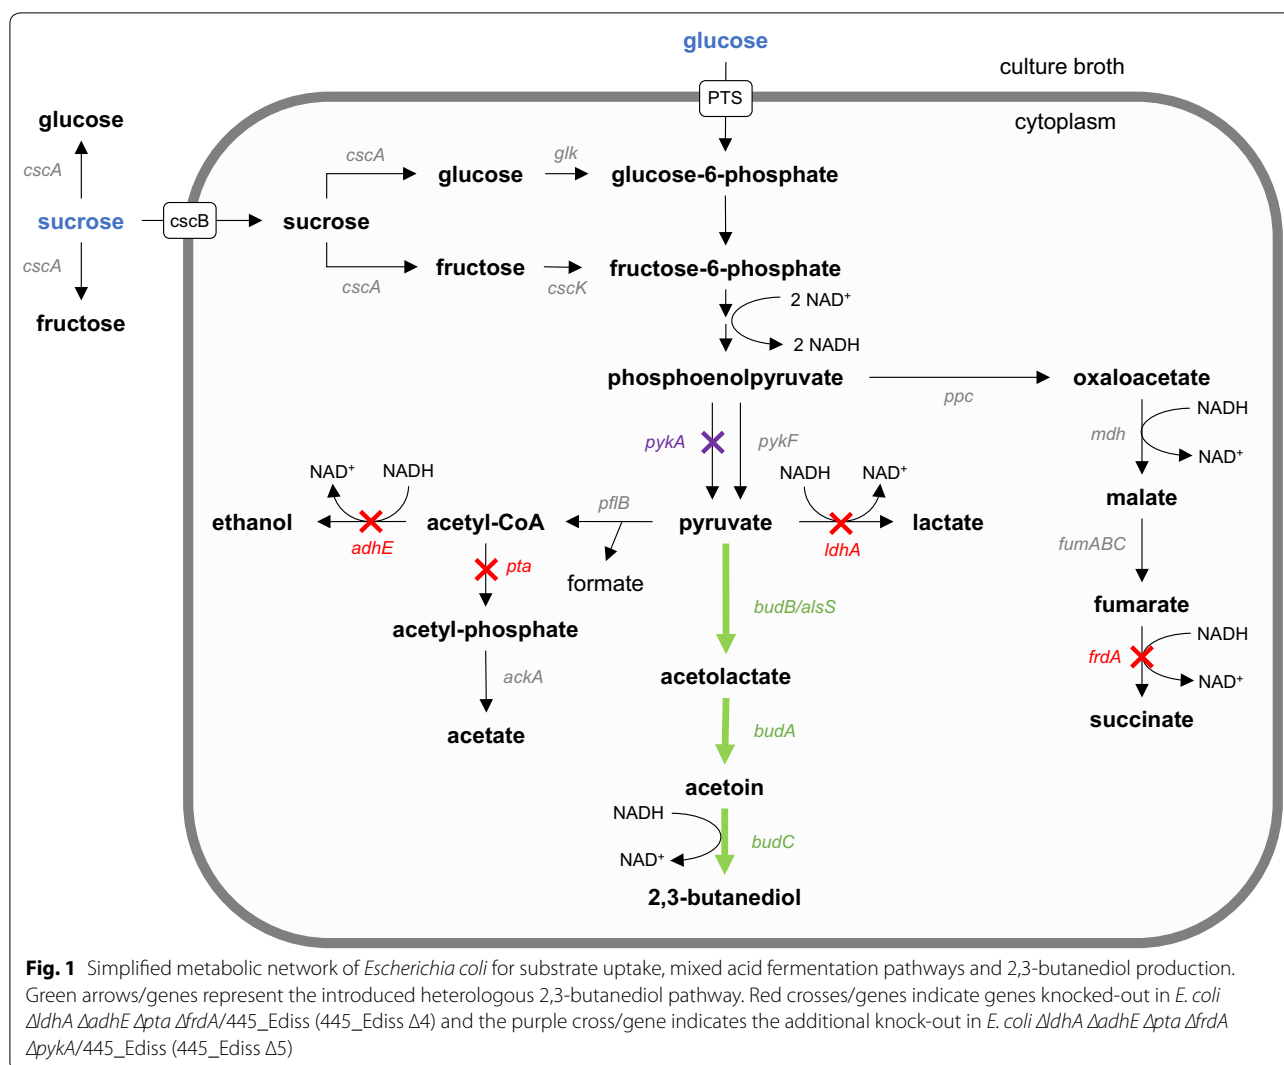 glucose
culture broth
PTS
cytoplasm
glucose
cscA
cscA
glk
glucose
glucose-6-phosphate
sucrose
cscB
sucrose
cscA
fructose
fructose-6-phosphate
cscA
cscK
fructose
2 NAD+
2 NADH
phosphoenolpyruvate
oxaloacetate
ppc
NADH
mdh
NAD+
pykA
pykF
malate
NAD+
NADH
NADH
NAD+
pflB
ethanol
acetyl-CoA
pyruvate
lactate
adhE
ldhA
fumABC
pta
formate
budB/alsS
fumarate
acetyl-phosphate
NADH
frdA
NAD+
ackA
acetolactate
succinate
acetate
budA
acetoin
NADH
budC
NAD+
2,3-butanediol
Fig. 1 Simplified metabolic network of Escherichia coli for substrate uptake, mixed acid fermentation pathways and 2,3-butanediol production.
Green arrows/genes represent the introduced heterologous 2,3-butanediol pathway. Red crosses/genes indicate genes knocked-out in E. coli
ΔldhA ΔadhE Δpta ΔfrdA/445_Ediss (445_Ediss Δ4) and the purple cross/gene indicates the additional knock-out in E. coli ΔldhA ΔadhE Δpta ΔfrdA
ΔpykA/445_Ediss (445_Ediss Δ5)